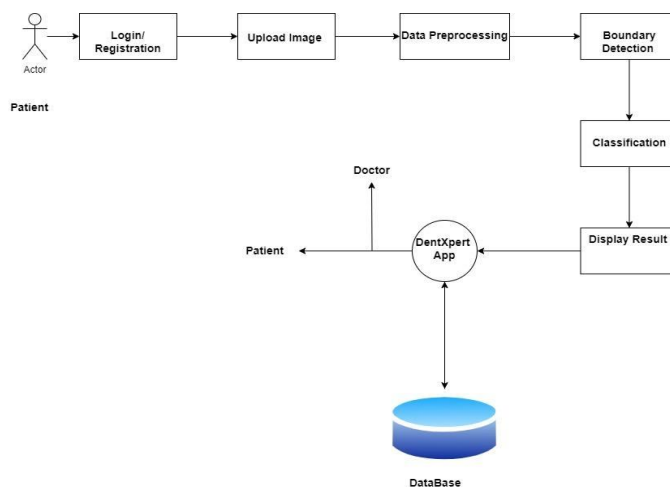 Login/
Registration
Upload Image
Data Preprocessing
Boundary
Detection
Actor
Patient
Classification
Doctor
Display Result
Patient
DentXpert
App
DataBase